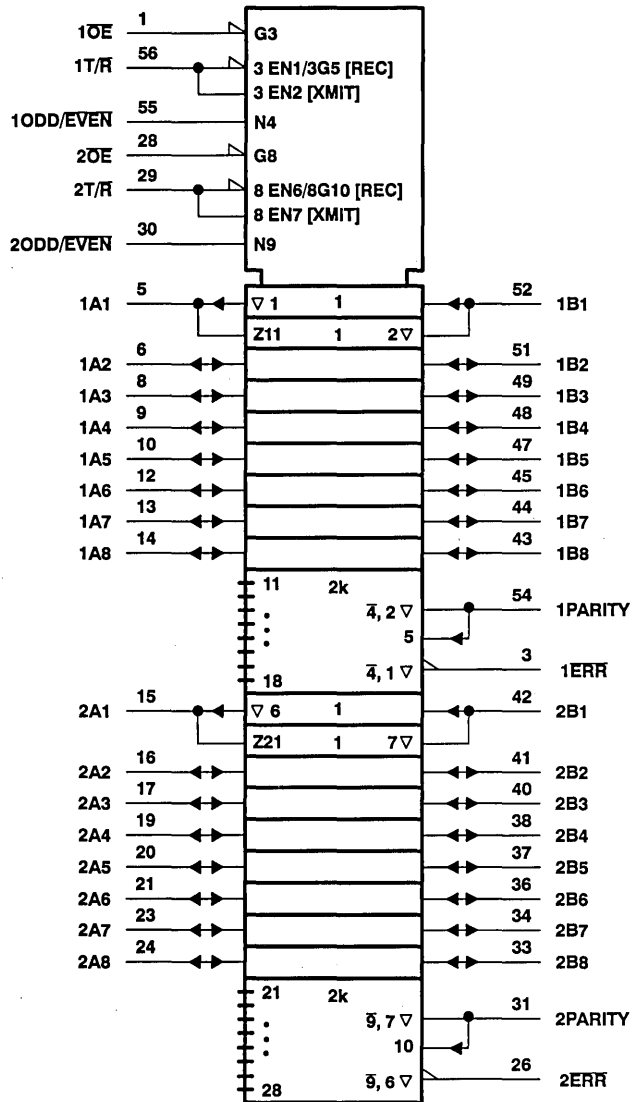 1O̅E̅ 1 G3
1T/R̅ 56 3 EN1/3G5 [REC]
3 EN2 [XMIT]
1ODD/E̅V̅E̅N̅ 55 N4
2O̅E̅ 28 G8
2T/R̅ 29 8 EN6/8G10 [REC]
8 EN7 [XMIT]
2ODD/E̅V̅E̅N̅ 30 N9
1A1 5 ▽ 1 1 52 1B1
Z11 1 2 ▽
1A2 6 51 1B2
1A3 8 49 1B3
1A4 9 48 1B4
1A5 10 47 1B5
1A6 12 45 1B6
1A7 13 44 1B7
1A8 14 43 1B8
11 2k 4̅, 2 ▽ 54 1PARITY
5
18 4̅, 1 ▽ 3 1E̅R̅R̅
2A1 15 ▽ 6 1 42 2B1
Z21 1 7 ▽
2A2 16 41 2B2
2A3 17 40 2B3
2A4 19 38 2B4
2A5 20 37 2B5
2A6 21 36 2B6
2A7 23 34 2B7
2A8 24 33 2B8
21 2k 9̅, 7 ▽ 31 2PARITY
10
28 9̅, 6 ▽ 26 2E̅R̅R̅